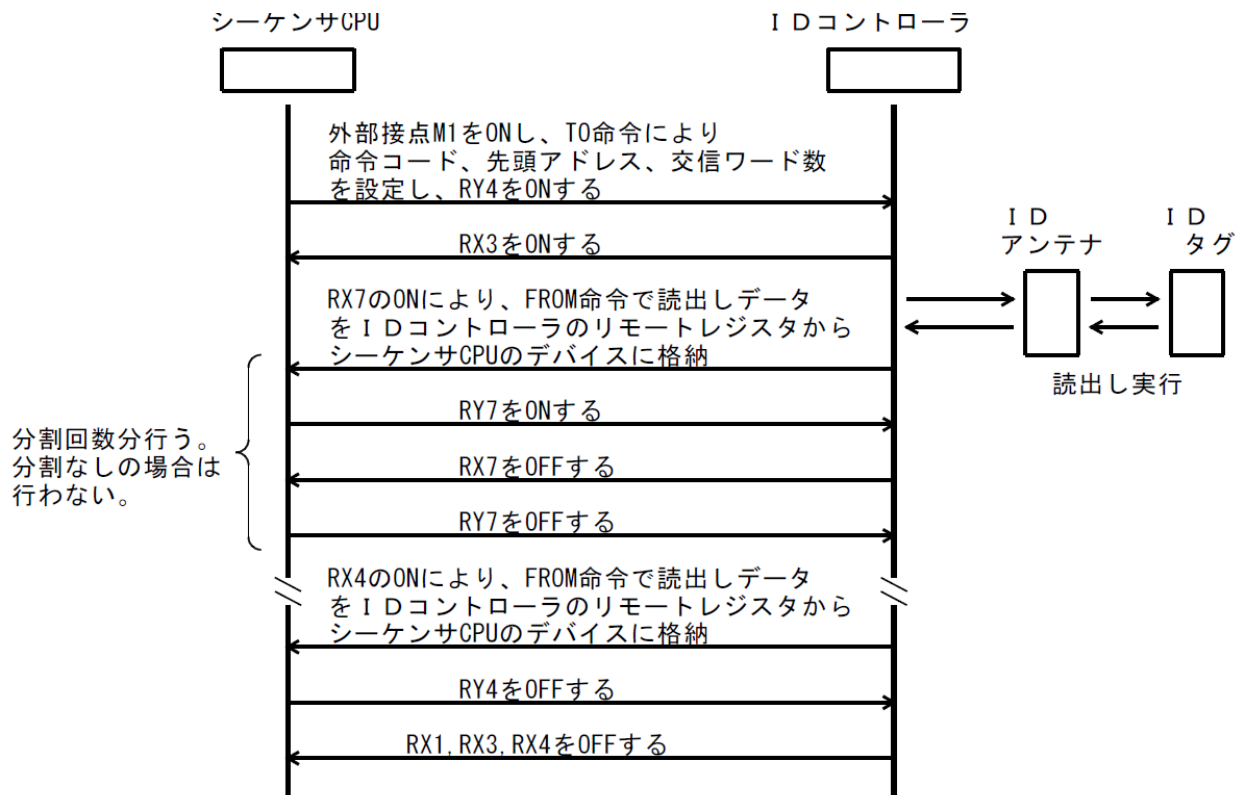 シーケンサCPU
ＩＤコントローラ
外部接点M1をONし、TO命令により
命令コード、先頭アドレス、交信ワード数
を設定し、RY4をONする
ＩＤ
アンテナ
ＩＤ
タグ
RX3をONする
RX7のONにより、FROM命令で読出しデータ
をＩＤコントローラのリモートレジスタから
シーケンサCPUのデバイスに格納
読出し実行
RY7をONする
分割回数分行う。
分割なしの場合は
行わない。
RX7をOFFする
RY7をOFFする
RX4のONにより、FROM命令で読出しデータ
をＩＤコントローラのリモートレジスタから
シーケンサCPUのデバイスに格納
RY4をOFFする
RX1,RX3,RX4をOFFする